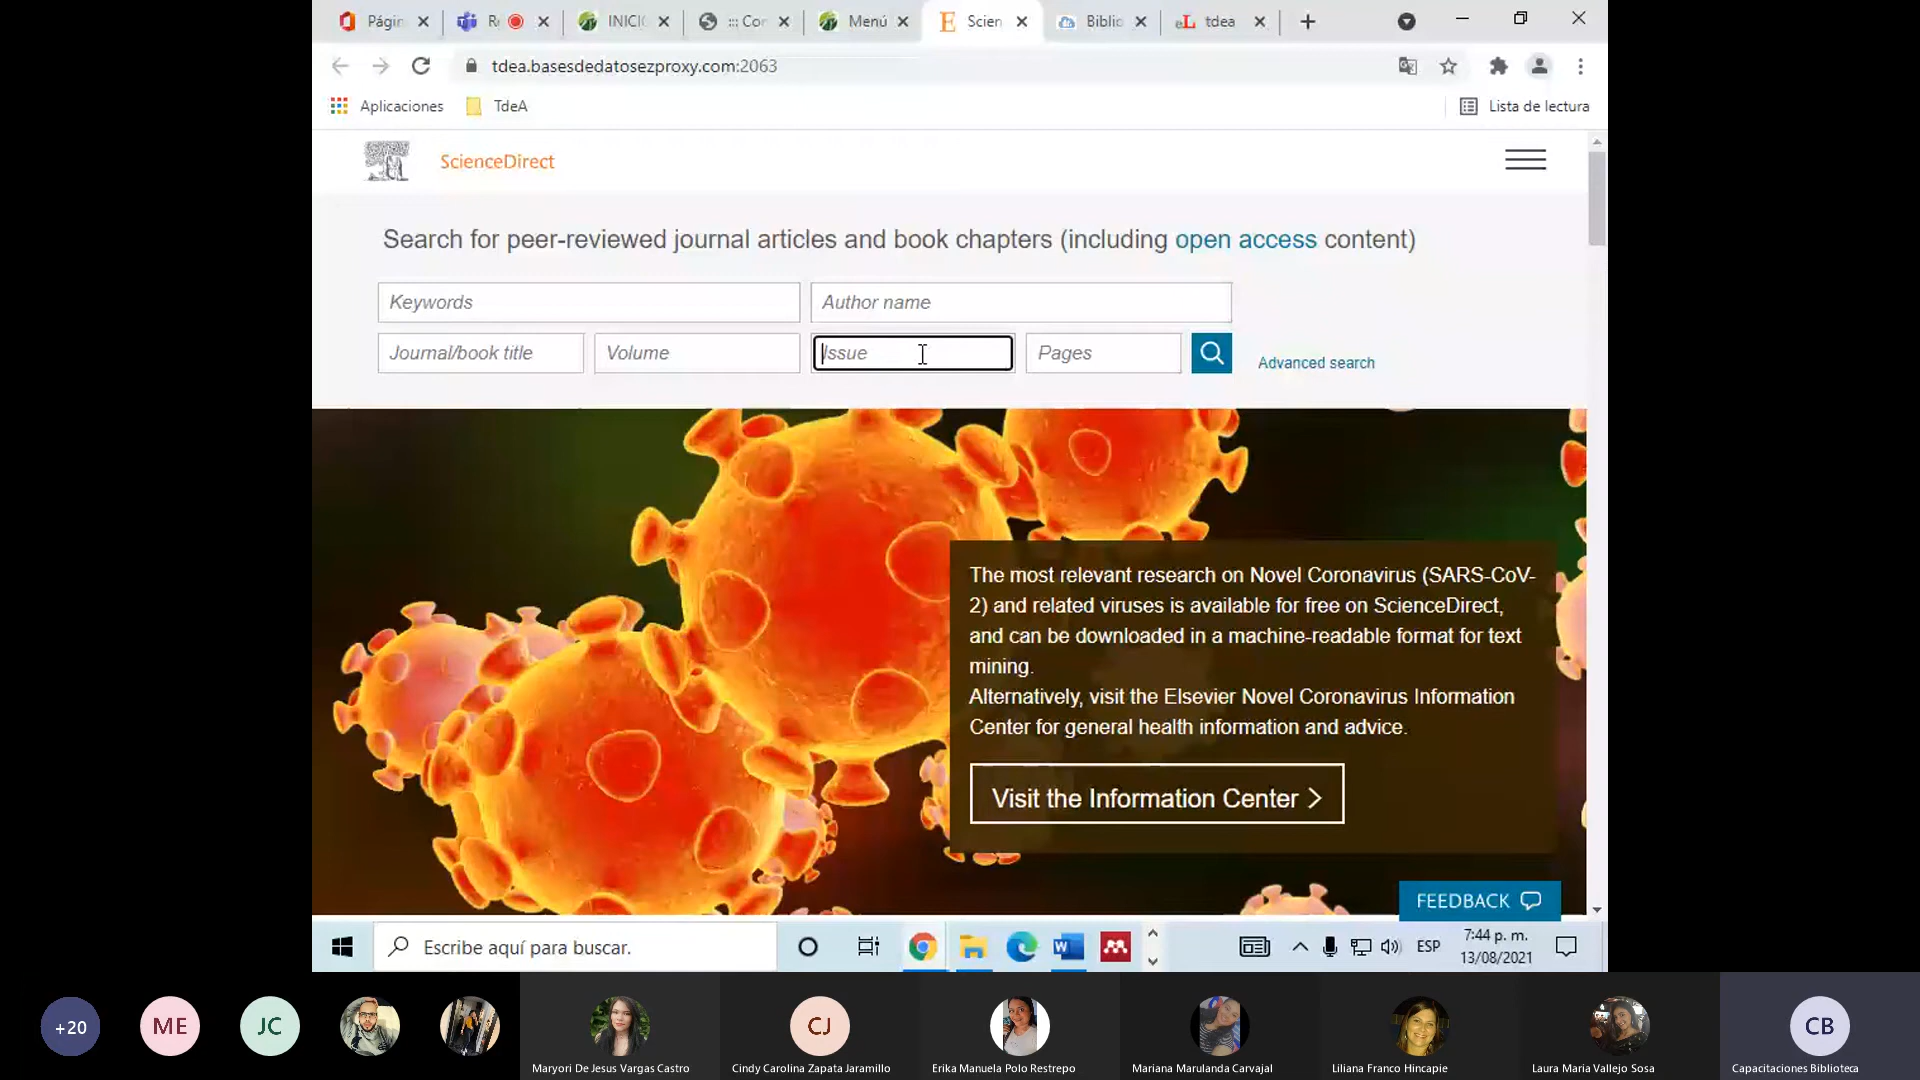 Págin
Re
INICI
::: Cor
Menú
Scien
Biblio
eL tdea
tdea.basesdedatosezproxy.com:2063
Aplicaciones
TdeA
Lista de lectura
ScienceDirect
Search for peer-reviewed journal articles and book chapters (including open access content)
Keywords
Author name
Journal/book title
Volume
Issue
Pages
Advanced search
The most relevant research on Novel Coronavirus (SARS-CoV-
2) and related viruses is available for free on ScienceDirect,
and can be downloaded in a machine-readable format for text
mining.
Alternatively, visit the Elsevier Novel Coronavirus Information
Center for general health information and advice.
Visit the Information Center
FEEDBACK
Escribe aquí para buscar.
ESP
7:44 p. m.
13/08/2021
+20
ME
JC
CJ
CB
Maryori De Jesus Vargas Castro
Cindy Carolina Zapata Jaramillo
Erika Manuela Polo Restrepo
Mariana Marulanda Carvajal
Liliana Franco Hincapie
Laura Maria Vallejo Sosa
Capacitaciones Biblioteca